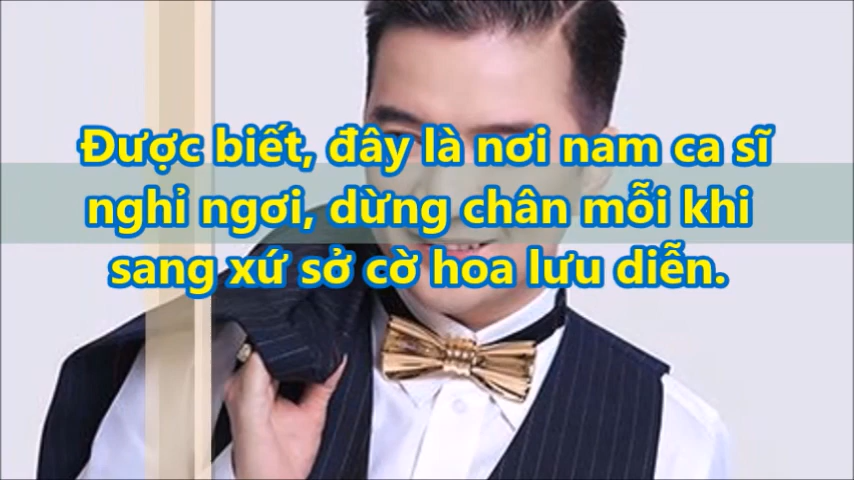 Được biết, đây là nơi nam ca sĩ
nghỉ ngơi, dừng chân mỗi khi
sang xứ sở cờ hoa lưu diễn.